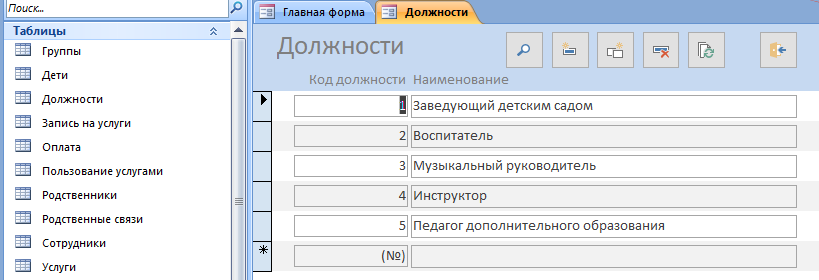 Поиск...
Таблицы
Группы
Дети
Должности
Запись на услуги
Оплата
Пользование услугами
Родственники
Родственные связи
Сотрудники
Услуги
Главная форма
Должности
Должности
Код должности Наименование
1 Заведующий детским садом
2 Воспитатель
3 Музыкальный руководитель
4 Инструктор
5 Педагог дополнительного образования
(№)